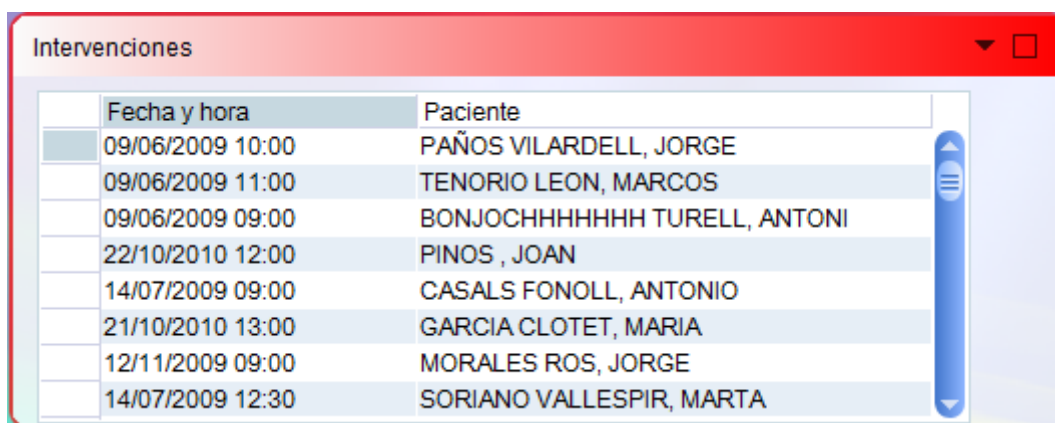 Intervenciones
Fecha y hora Paciente
09/06/2009 10:00 PAÑOS VILARDELL, JORGE
09/06/2009 11:00 TENORIO LEON, MARCOS
09/06/2009 09:00 BONJOCHHHHHHH TURELL, ANTONI
22/10/2010 12:00 PINOS , JOAN
14/07/2009 09:00 CASALS FONOLL, ANTONIO
21/10/2010 13:00 GARCIA CLOTET, MARIA
12/11/2009 09:00 MORALES ROS, JORGE
14/07/2009 12:30 SORIANO VALLESPIR, MARTA